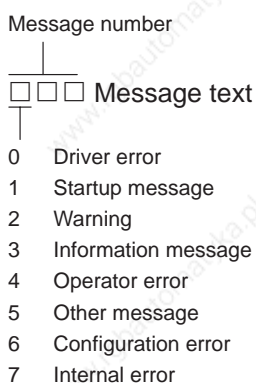 Message number
□□□ Message text
0 Driver error
1 Startup message
2 Warning
3 Information message
4 Operator error
5 Other message
6 Configuration error
7 Internal error